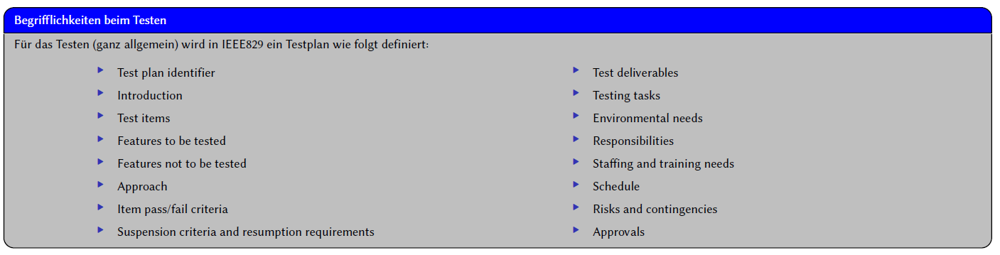 Begrifflichkeiten beim Testen
Für das Testen (ganz allgemein) wird in IEEE829 ein Testplan wie folgt definiert:
Test plan identifier
Introduction
Test items
Features to be tested
Features not to be tested
Approach
Item pass/fail criteria
Suspension criteria and resumption requirements
Test deliverables
Testing tasks
Environmental needs
Responsibilities
Staffing and training needs
Schedule
Risks and contingencies
Approvals